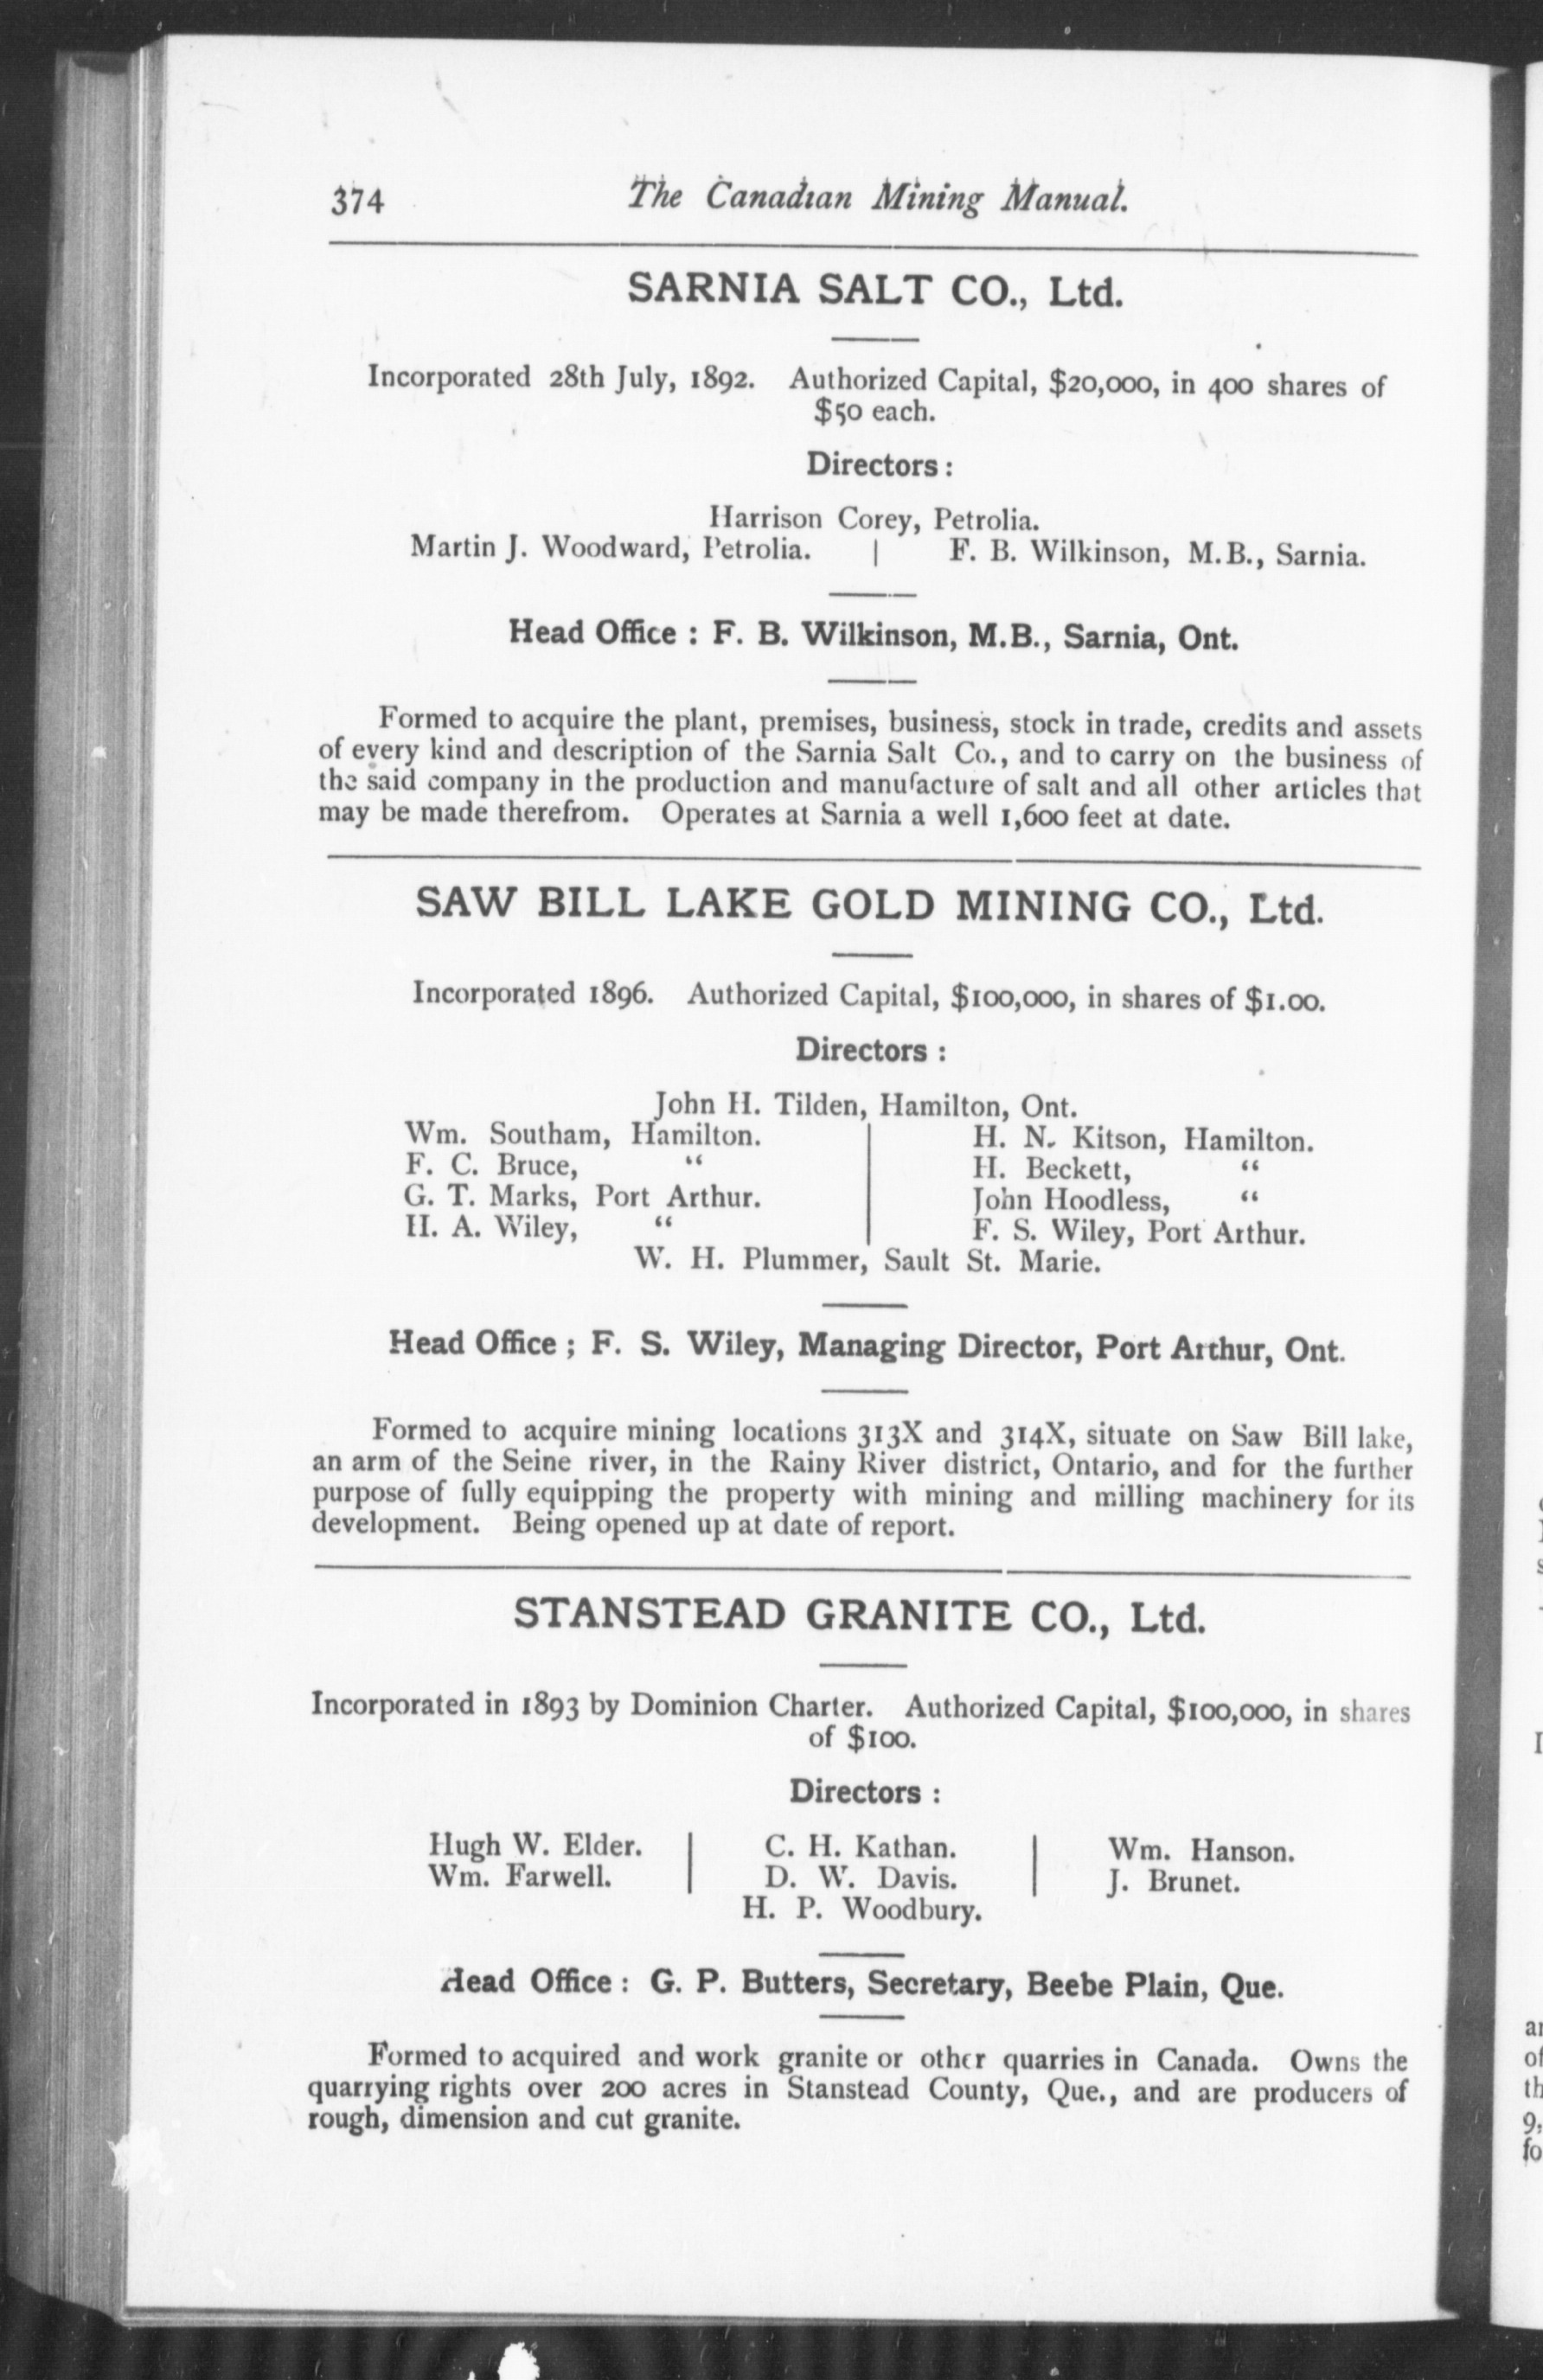 374
The Canadian Mining Manual.
SARNIA SALT CO., Ltd.
Incorporated 28th July, 1892. Authorized Capital, $20,000, in 400 shares of
$50 each.
Directors:
Harrison Corey, Petrolia.
Martin J. Woodward, Petrolia. | F. B. Wilkinson, M.B., Sarnia.
Head Office : F. B. Wilkinson, M.B., Sarnia, Ont.
Formed to acquire the plant, premises, business, stock in trade, credits and assets
of every kind and description of the Sarnia Salt Co., and to carry on the business of
the said company in the production and manufacture of salt and all other articles that
may be made therefrom. Operates at Sarnia a well 1,600 feet at date.
SAW BILL LAKE GOLD MINING CO., Ltd.
Incorporated 1896. Authorized Capital, $100,000, in shares of $1.00.
Directors :
John H. Tilden, Hamilton, Ont.
Wm. Southam, Hamilton. | H. N. Kitson, Hamilton.
F. C. Bruce, “ | H. Beckett, “
G. T. Marks, Port Arthur. | John Hoodless, “
H. A. Wiley, “ | F. S. Wiley, Port Arthur.
W. H. Plummer, Sault St. Marie.
Head Office ; F. S. Wiley, Managing Director, Port Arthur, Ont.
Formed to acquire mining locations 313X and 314X, situate on Saw Bill lake,
an arm of the Seine river, in the Rainy River district, Ontario, and for the further
purpose of fully equipping the property with mining and milling machinery for its
development. Being opened up at date of report.
STANSTEAD GRANITE CO., Ltd.
Incorporated in 1893 by Dominion Charter. Authorized Capital, $100,000, in shares
of $100.
Directors :
Hugh W. Elder. | C. H. Kathan. | Wm. Hanson.
Wm. Farwell. | D. W. Davis. | J. Brunet.
H. P. Woodbury.
Head Office : G. P. Butters, Secretary, Beebe Plain, Que.
Formed to acquired and work granite or other quarries in Canada. Owns the
quarrying rights over 200 acres in Stanstead County, Que., and are producers of
rough, dimension and cut granite.